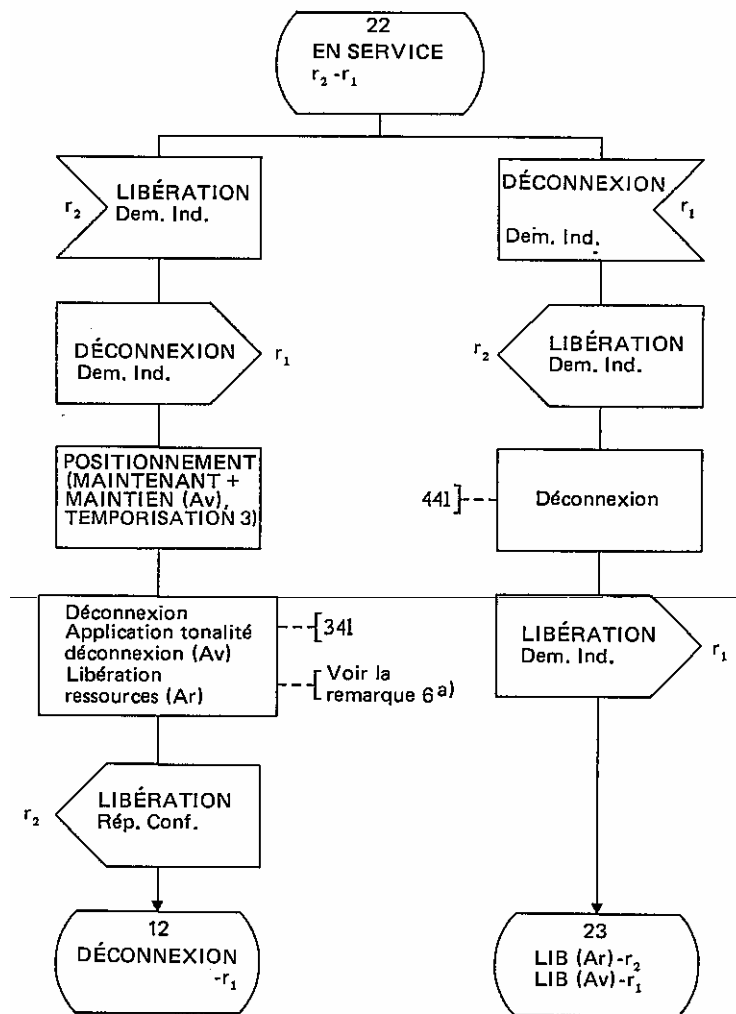 22
EN SERVICE
r₂ -r₁
r₂
LIBÉRATION
Dem. Ind.
DÉCONNEXION
Dem. Ind.
r₁
DÉCONNEXION
Dem. Ind.
r₁
r₂
LIBÉRATION
Dem. Ind.
POSITIONNEMENT
(MAINTENANT +
MAINTIEN (Av),
TEMPORISATION 3)
441
Déconnexion
Déconnexion
Application tonalité
déconnexion (Av)
Libération
ressources (Ar)
341
Voir la
remarque 6a)
LIBÉRATION
Dem. Ind.
r₁
r₂
LIBÉRATION
Rép. Conf.
12
DÉCONNEXION
-r₁
23
LIB (Ar)-r₂
LIB (Av)-r₁